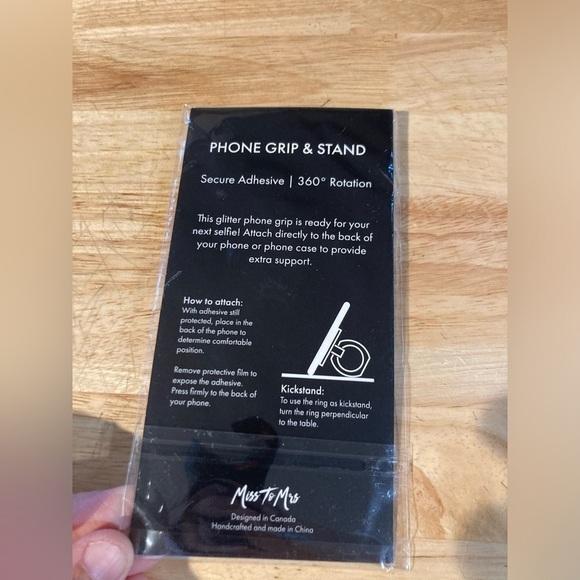 PHONE GRIP & STAND
Secure Adhesive | 360° Rotation
This glitter phone grip is ready for your
next selfie! Attach directly to the back of
your phone or phone case to provide
extra support.
How to attach:
With adhesive still
protected, place in the
back of the phone to
determine comfortable
position.
Remove protective film to
expose the adhesive.
Press firmly to the back of
your phone.
Kickstand:
To use the ring as kickstand,
turn the ring perpendicular
to the table.
Miss To Mrs
Designed in Canada
Handcrafted and made in China